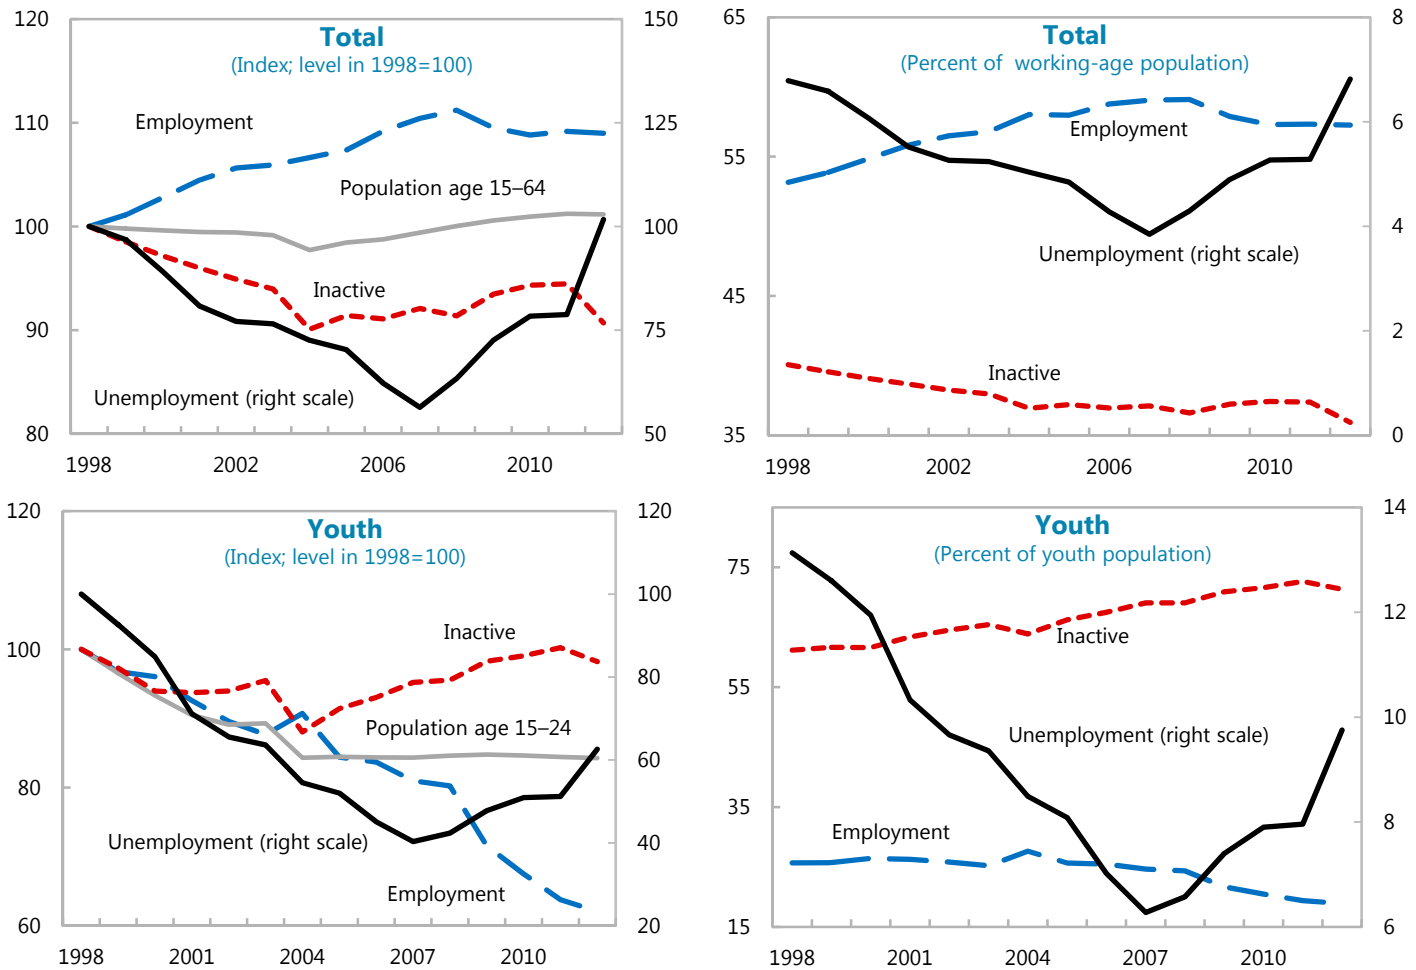 Total
(Index; level in 1998=100)
120
110
100
90
80
150
125
100
75
50
Employment
Population age 15–64
Inactive
Unemployment (right scale)
1998 2002 2006 2010
Total
(Percent of working-age population)
65
55
45
35
8
6
4
2
0
Employment
Unemployment (right scale)
Inactive
1998 2002 2006 2010
Youth
(Index; level in 1998=100)
120
100
80
60
120
100
80
60
40
20
Inactive
Population age 15–24
Unemployment (right scale)
Employment
1998 2001 2004 2007 2010
Youth
(Percent of youth population)
75
55
35
15
14
12
10
8
6
Inactive
Unemployment (right scale)
Employment
1998 2001 2004 2007 2010